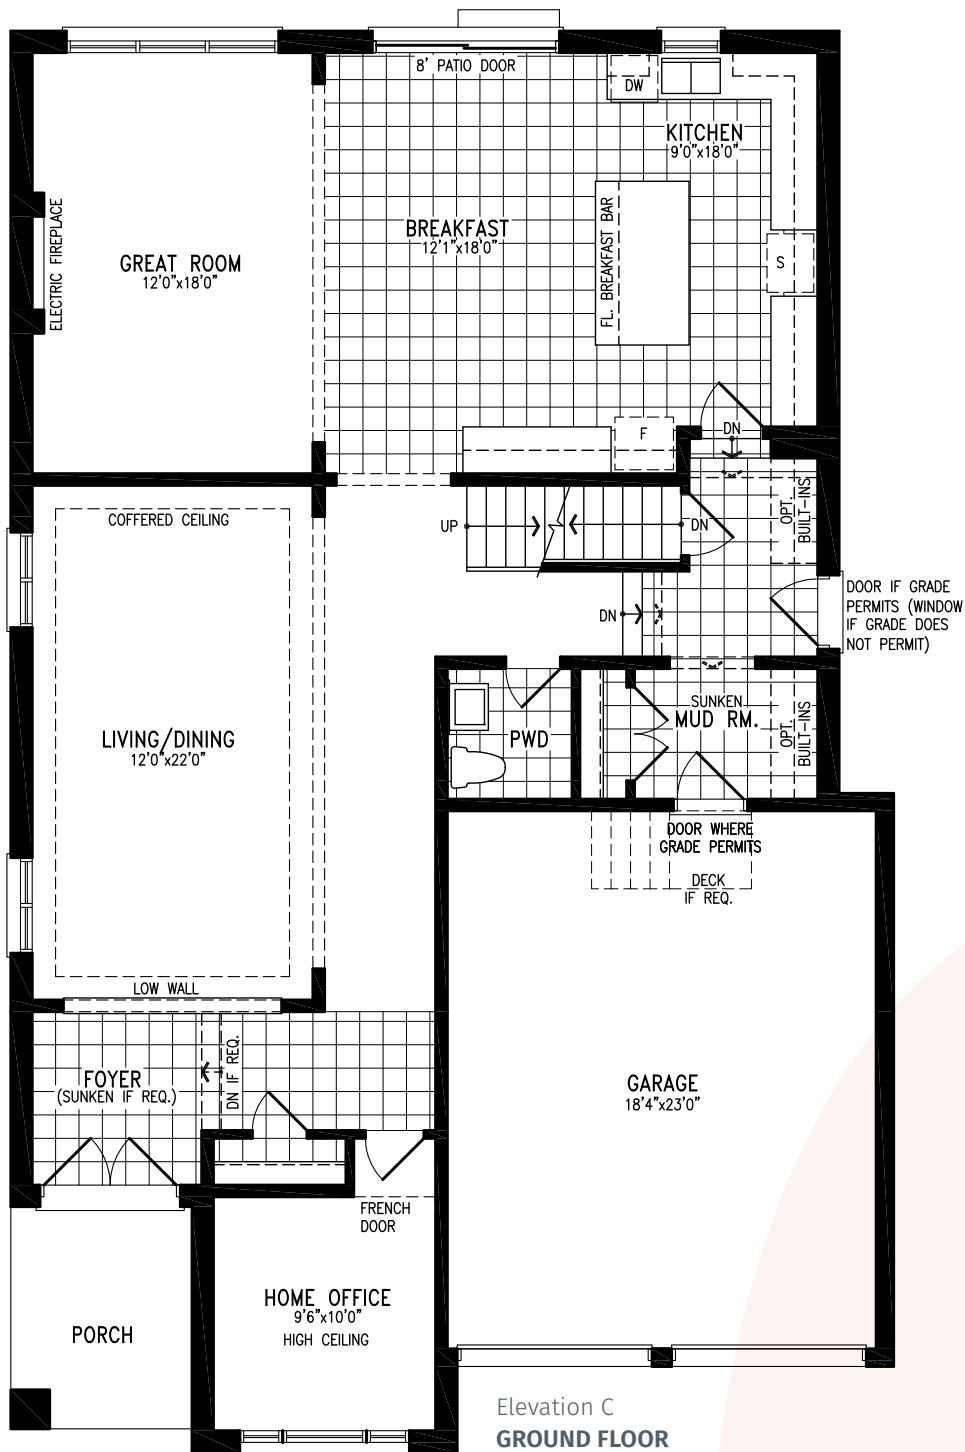 8' PATIO DOOR
DW
KITCHEN
9'0"x18'0"
ELECTRIC FIREPLACE
GREAT ROOM
12'0"x18'0"
BREAKFAST
12'1"x18'0"
FL. BREAKFAST BAR
S
F
DN
COFFERED CEILING
UP
DN
OPT.
BUILT-INS
DN
DOOR IF GRADE
PERMITS (WINDOW
IF GRADE DOES
NOT PERMIT)
LIVING/DINING
12'0"x22'0"
PWD
SUNKEN
MUD RM.
OPT.
BUILT-INS
DOOR WHERE
GRADE PERMITS
DECK
IF REQ.
LOW WALL
FOYER
(SUNKEN IF REQ.)
DN IF REQ.
GARAGE
18'4"x23'0"
FRENCH
DOOR
HOME OFFICE
9'6"x10'0"
HIGH CEILING
PORCH
Elevation C
GROUND FLOOR